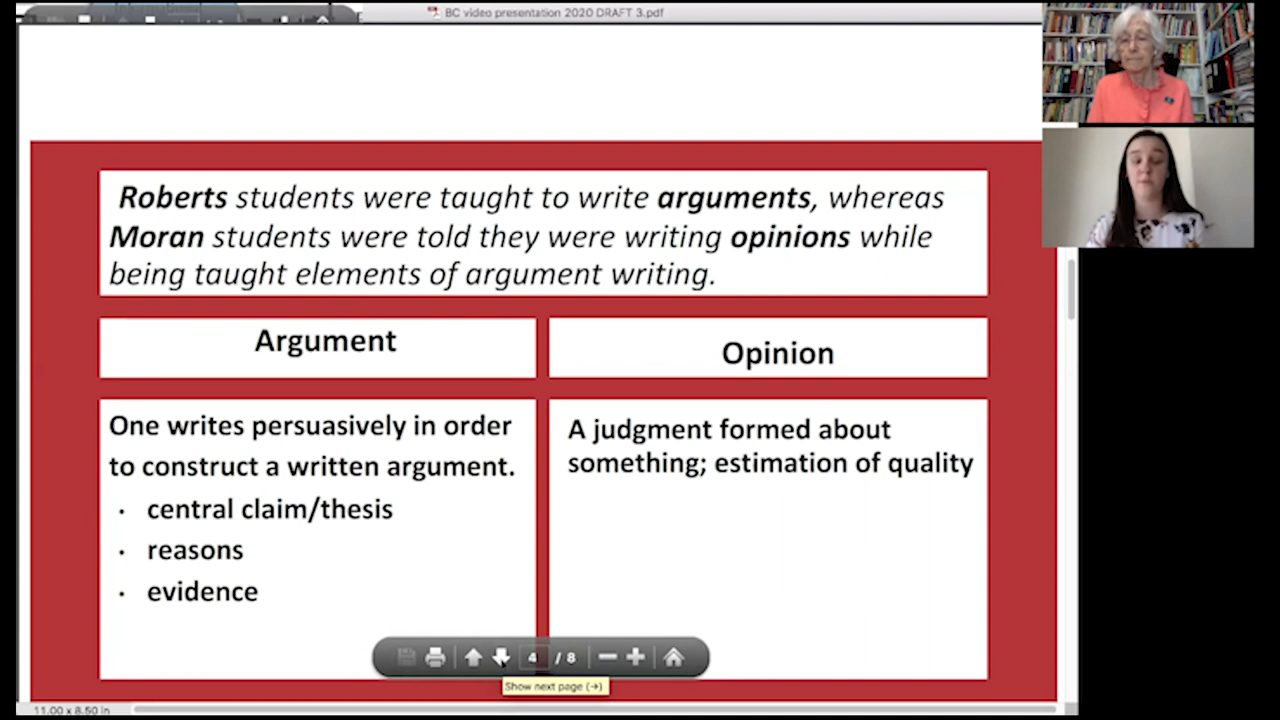 BC video presentation 2020 DRAFT 3.pdf
Roberts students were taught to write arguments, whereas
Moran students were told they were writing opinions while
being taught elements of argument writing.
Argument
Opinion
One writes persuasively in order
to construct a written argument.
· central claim/thesis
· reasons
· evidence
A judgment formed about
something; estimation of quality
4 / 8
Show next page (→)
11.00 x 8.50 in